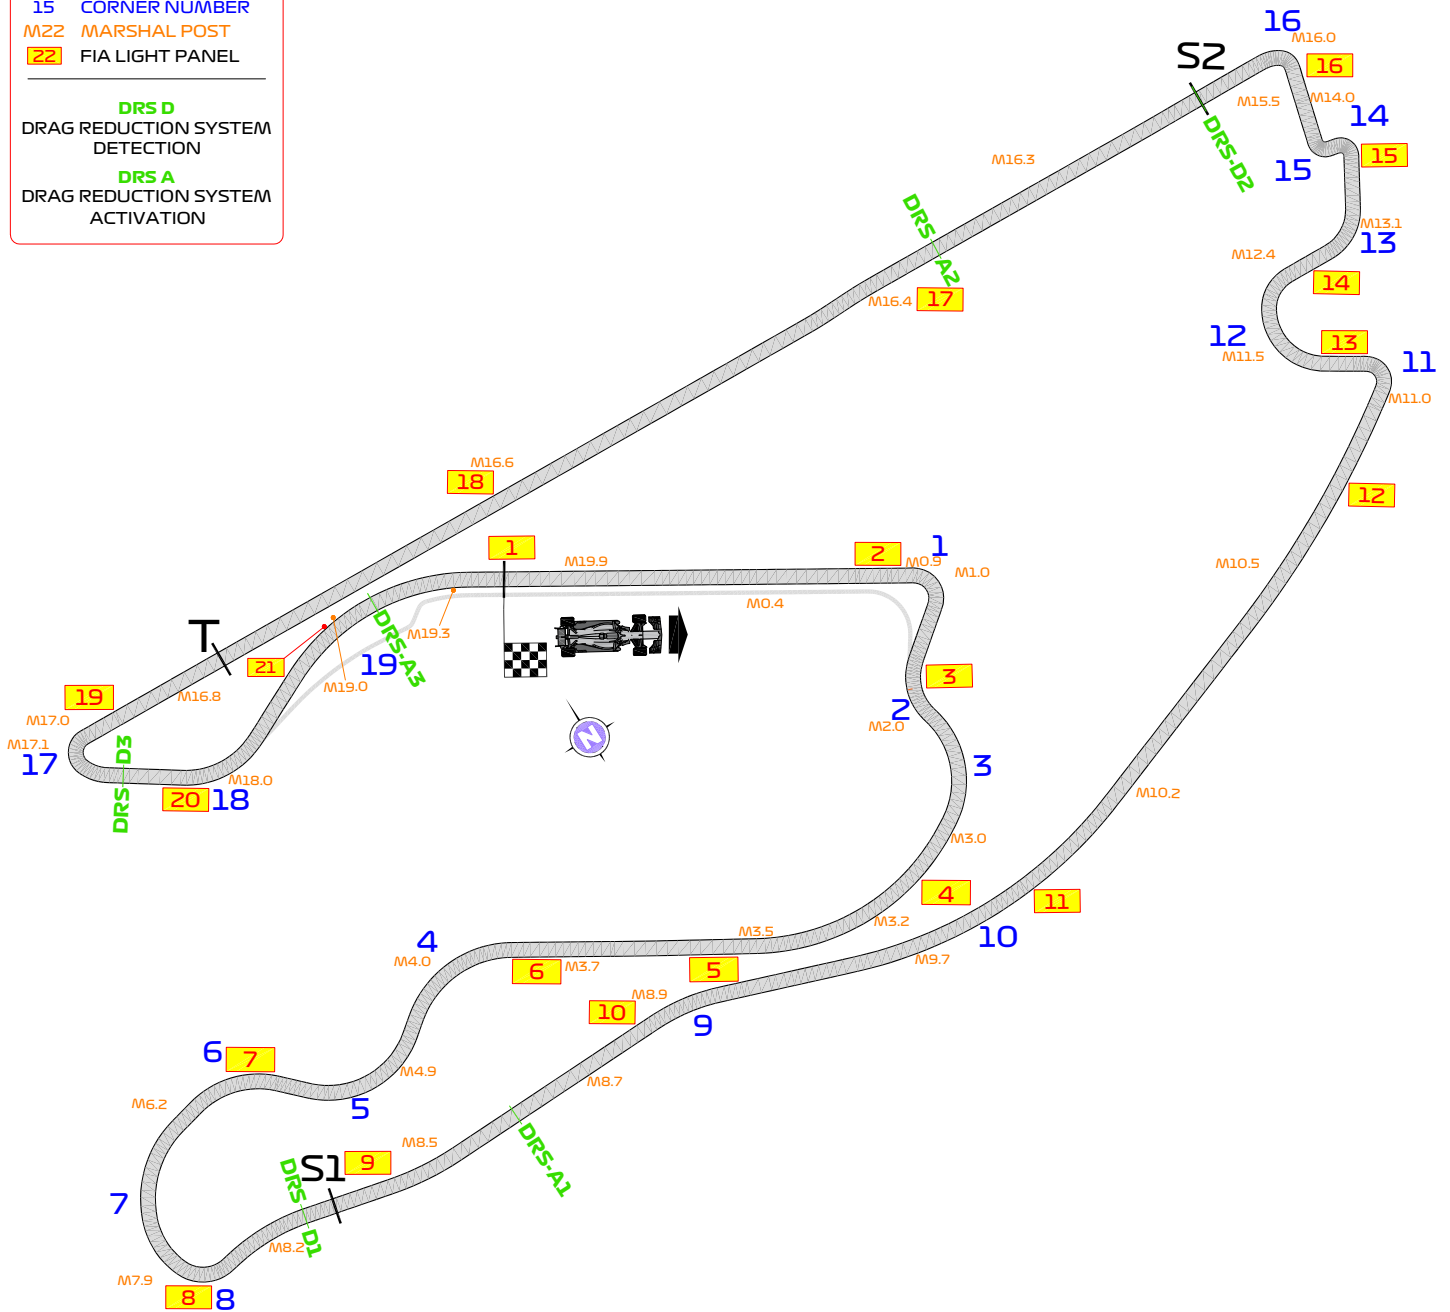 15 CORNER NUMBER
M22 MARSHAL POST
22 FIA LIGHT PANEL
DRS D
DRAG REDUCTION SYSTEM
DETECTION
DRS A
DRAG REDUCTION SYSTEM
ACTIVATION
16
M16.0
S2
16
M15.5
M14.0
14
15
15
DRS-D2
M16.3
M13.1
13
DRS-A2
M12.4
14
M16.4
17
12
13
M11.5
11
M11.0
M16.6
18
12
1
M19.9
2
1
M0.9
M1.0
M10.5
M0.4
T
M19.3
21
19
DRS-A3
M19.0
3
M16.8
19
2
M17.0
M2.0
M17.1
17
DRS-D3
3
N
M18.0
20
18
M10.2
M3.0
4
11
M3.2
10
M3.5
4
M4.0
6
M3.7
5
M9.7
M8.9
10
9
6
7
M4.9
M8.7
M6.2
5
M8.5
DRS-A1
S1
9
DRS-D1
7
M8.2
M7.9
8
8